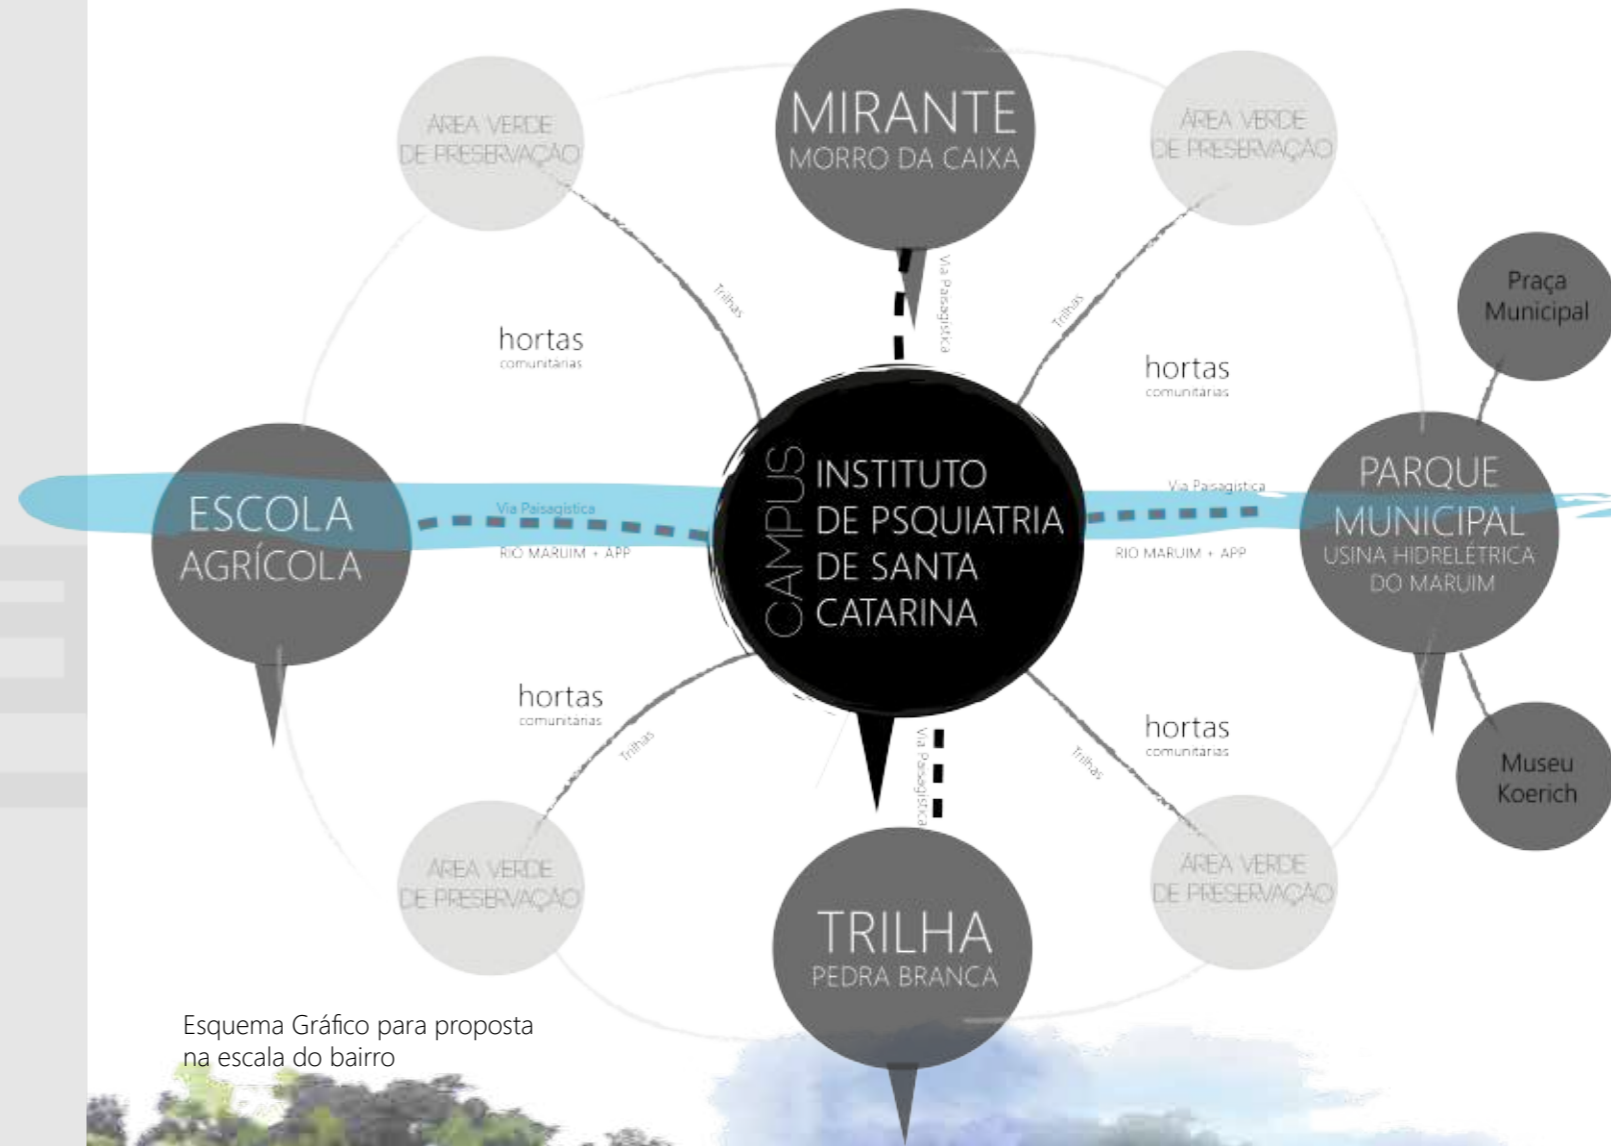 MIRANTE
MORRO DA CAIXA
ÁREA VERDE
DE PRESERVAÇÃO
ÁREA VERDE
DE PRESERVAÇÃO
Praça
Municipal
Trilhas
Via Paisagística
Trilhas
hortas
comunitárias
hortas
comunitárias
ESCOLA
AGRÍCOLA
Via Paisagística
RIO MARUIM + APP
CAMPUS
INSTITUTO
DE PSQUIATRIA
DE SANTA
CATARINA
Via Paisagística
RIO MARUIM + APP
PARQUE
MUNICIPAL
USINA HIDRELÉTRICA
DO MARUIM
hortas
comunitárias
Trilhas
Via Paisagística
hortas
comunitárias
Trilhas
Museu
Koerich
ÁREA VERDE
DE PRESERVAÇÃO
TRILHA
PEDRA BRANCA
ÁREA VERDE
DE PRESERVAÇÃO
Esquema Gráfico para proposta
na escala do bairro